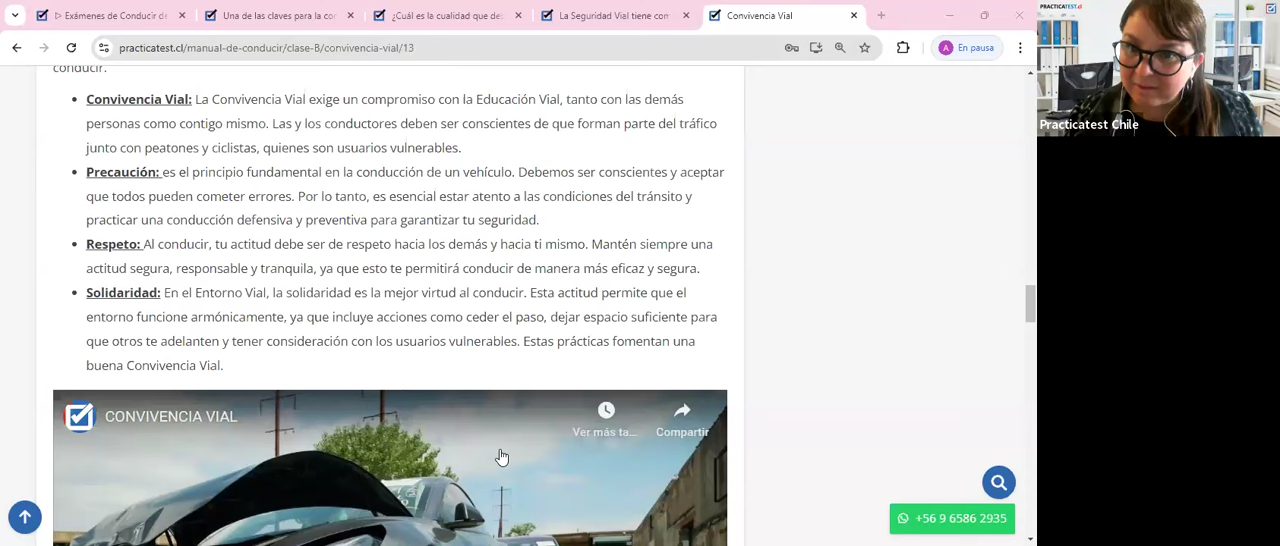 Exámenes de Conducir de
Una de las claves para la co
¿Cuál es la cualidad que de
La Seguridad Vial tiene com
Convivencia Vial
practicatest.cl/manual-de-conducir/clase-B/convivencia-vial/13
A En pausa
PRACTICATEST.cl
Practicatest Chile
conducir.
Convivencia Vial: La Convivencia Vial exige un compromiso con la Educación Vial, tanto con las demás
personas como contigo mismo. Las y los conductores deben ser conscientes de que forman parte del tráfico
junto con peatones y ciclistas, quienes son usuarios vulnerables.
Precaución: es el principio fundamental en la conducción de un vehículo. Debemos ser conscientes y aceptar
que todos pueden cometer errores. Por lo tanto, es esencial estar atento a las condiciones del tránsito y
practicar una conducción defensiva y preventiva para garantizar tu seguridad.
Respeto: Al conducir, tu actitud debe ser de respeto hacia los demás y hacia ti mismo. Mantén siempre una
actitud segura, responsable y tranquila, ya que esto te permitirá conducir de manera más eficaz y segura.
Solidaridad: En el Entorno Vial, la solidaridad es la mejor virtud al conducir. Esta actitud permite que el
entorno funcione armónicamente, ya que incluye acciones como ceder el paso, dejar espacio suficiente para
que otros te adelanten y tener consideración con los usuarios vulnerables. Estas prácticas fomentan una
buena Convivencia Vial.
CONVIVENCIA VIAL
Ver más ta... Compartir
+56 9 6586 2935